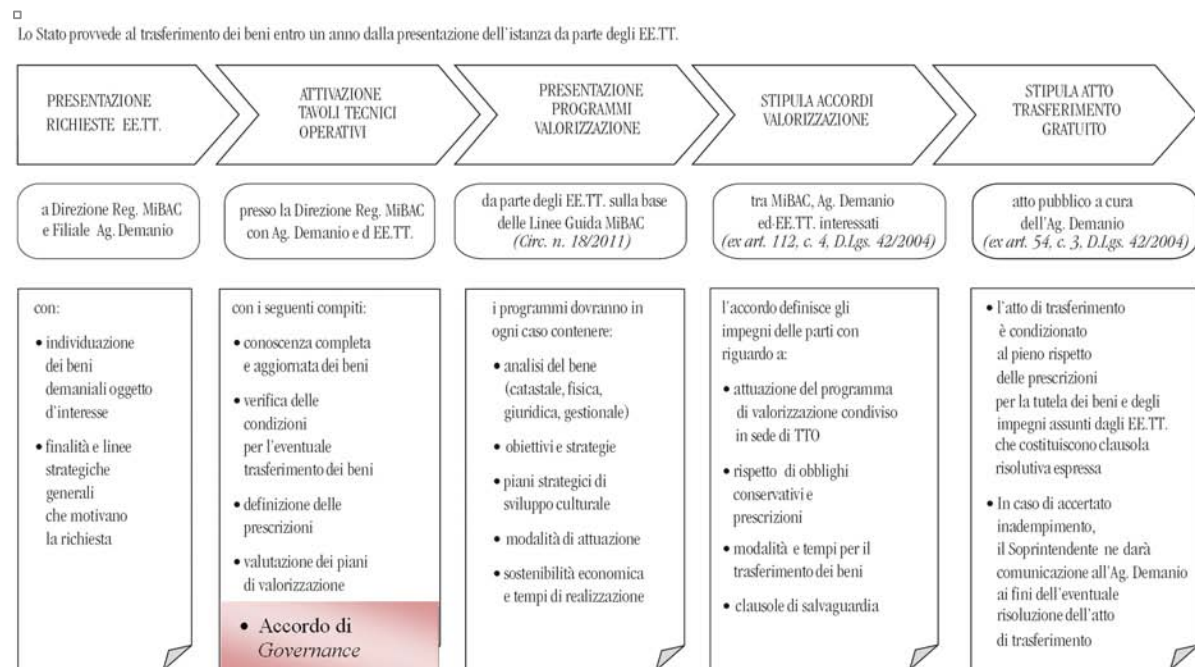 Lo Stato provvede al trasferimento dei beni entro un anno dalla presentazione dell'istanza da parte degli EE.TT.
PRESENTAZIONE
RICHIESTE EE.TT.
ATTIVAZIONE
TAVOLI TECNICI
OPERATIVI
PRESENTAZIONE
PROGRAMMI
VALORIZZAZIONE
STIPULA ACCORDI
VALORIZZAZIONE
STIPULA ATTO
TRASFERIMENTO
GRATUITO
a Direzione Reg. MiBAC
e Filiale Ag. Demanio
presso la Direzione Reg. MiBAC
con Ag. Demanio e d EE.TT.
da parte degli EE.TT. sulla base
delle Linee Guida MiBAC
(Circ. n. 18/2011)
tra MiBAC, Ag. Demanio
ed EE.TT. interessati
(ex art. 112, c. 4, D.Lgs. 42/2004)
atto pubblico a cura
dell'Ag. Demanio
(ex art. 54, c. 3, D.Lgs. 42/2004)
con:
• individuazione
dei beni
demaniali oggetto
d'interesse
• finalità e linee
strategiche
generali
che motivano
la richiesta
con i seguenti compiti:
• conoscenza completa
e aggiornata dei beni
• verifica delle
condizioni
per l'eventuale
trasferimento dei beni
• definizione delle
prescrizioni
• valutazione dei piani
di valorizzazione
• Accordo di
Governance
i programmi dovranno in
ogni caso contenere:
• analisi del bene
(catastale, fisica,
giuridica, gestionale)
• obiettivi e strategie
• piani strategici di
sviluppo culturale
• modalità di attuazione
• sostenibilità economica
e tempi di realizzazione
l'accordo definisce gli
impegni delle parti con
riguardo a:
• attuazione del programma
di valorizzazione condiviso
in sede di TTO
• rispetto di obblighi
conservativi e
prescrizioni
• modalità e tempi per il
trasferimento dei beni
• clausole di salvaguardia
• l'atto di trasferimento
è condizionato
al pieno rispetto
delle prescrizioni
per la tutela dei beni e degli
impegni assunti dagli EE.TT.
che costituiscono clausola
risolutiva espressa
• In caso di accertato
inadempimento,
il Soprintendente ne darà
comunicazione all'Ag. Demanio
ai fini dell'eventuale
risoluzione dell'atto
di trasferimento